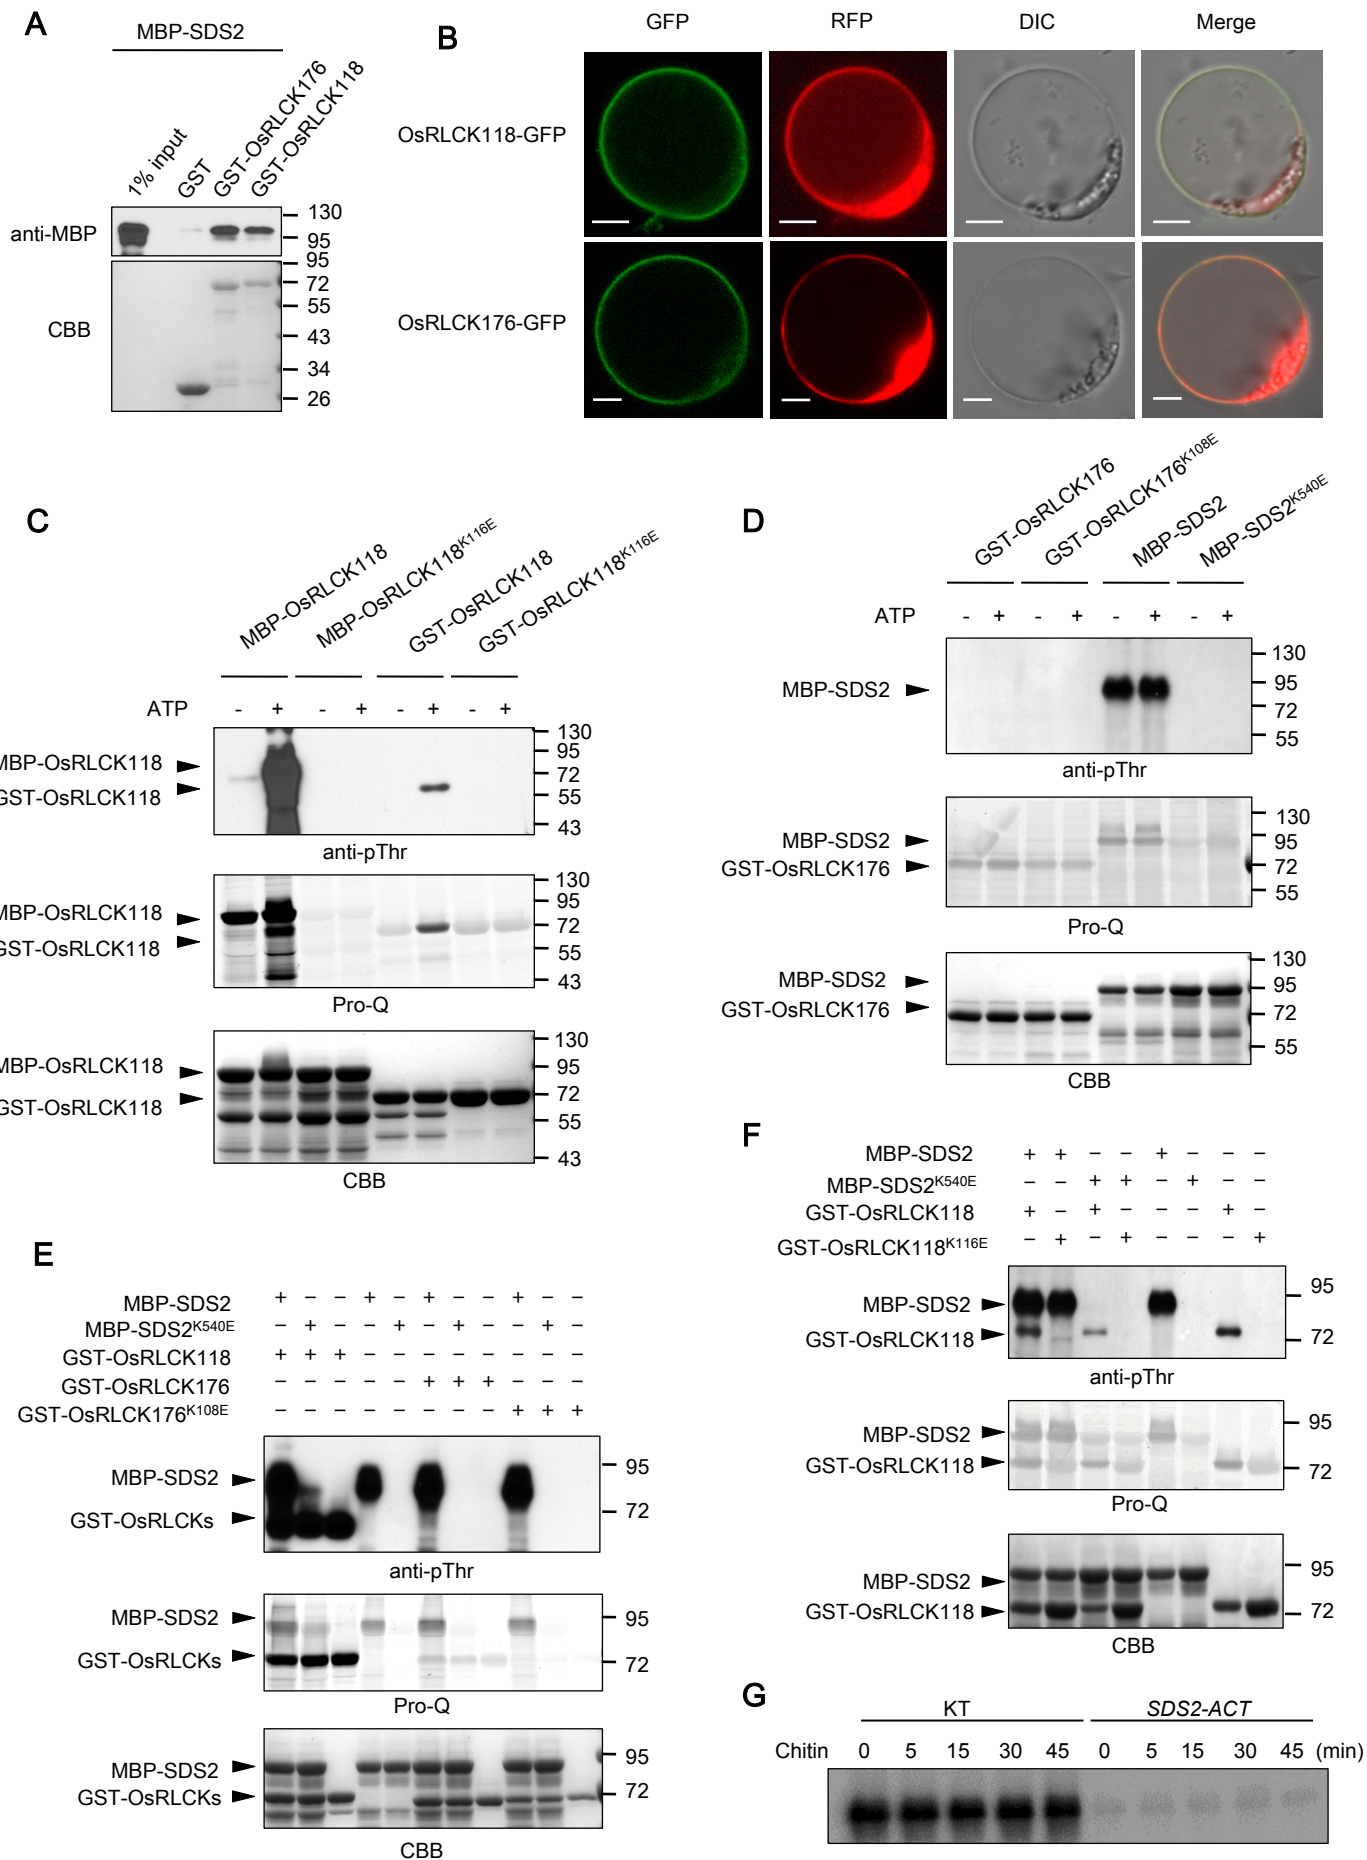 A
MBP-SDS2
1% input
GST
GST-OsRLCK176
GST-OsRLCK118
anti-MBP
130
95
CBB
95
72
55
43
34
26
B
GFP RFP DIC Merge
OsRLCK118-GFP
OsRLCK176-GFP
C
MBP-OsRLCK118
MBP-OsRLCK118K116E
GST-OsRLCK118
GST-OsRLCK118K116E
ATP - + - + - + - +
MBP-OsRLCK118
GST-OsRLCK118
130
95
72
55
43
anti-pThr
MBP-OsRLCK118
GST-OsRLCK118
130
95
72
55
43
Pro-Q
MBP-OsRLCK118
GST-OsRLCK118
130
95
72
55
43
CBB
D
GST-OsRLCK176
GST-OsRLCK176K108E
MBP-SDS2
MBP-SDS2K540E
ATP - + - + - + - +
MBP-SDS2
130
95
72
55
anti-pThr
MBP-SDS2
GST-OsRLCK176
130
95
72
55
Pro-Q
MBP-SDS2
GST-OsRLCK176
130
95
72
55
CBB
E
MBP-SDS2 + − − + − + − − + − −
MBP-SDS2K540E − + − − + − + − − + −
GST-OsRLCK118 + + + − − − − − − − −
GST-OsRLCK176 − − − − − + + + − − −
GST-OsRLCK176K108E − − − − − − − − + + +
MBP-SDS2
GST-OsRLCKs
95
72
anti-pThr
MBP-SDS2
GST-OsRLCKs
95
72
Pro-Q
MBP-SDS2
GST-OsRLCKs
95
72
CBB
F
MBP-SDS2 + + − − + − − −
MBP-SDS2K540E − − + + − + − −
GST-OsRLCK118 + − + − − − + −
GST-OsRLCK118K116E − + − + − − − +
MBP-SDS2
GST-OsRLCK118
95
72
anti-pThr
MBP-SDS2
GST-OsRLCK118
95
72
Pro-Q
MBP-SDS2
GST-OsRLCK118
95
72
CBB
G
KT SDS2-ACT
Chitin 0 5 15 30 45 0 5 15 30 45 (min)